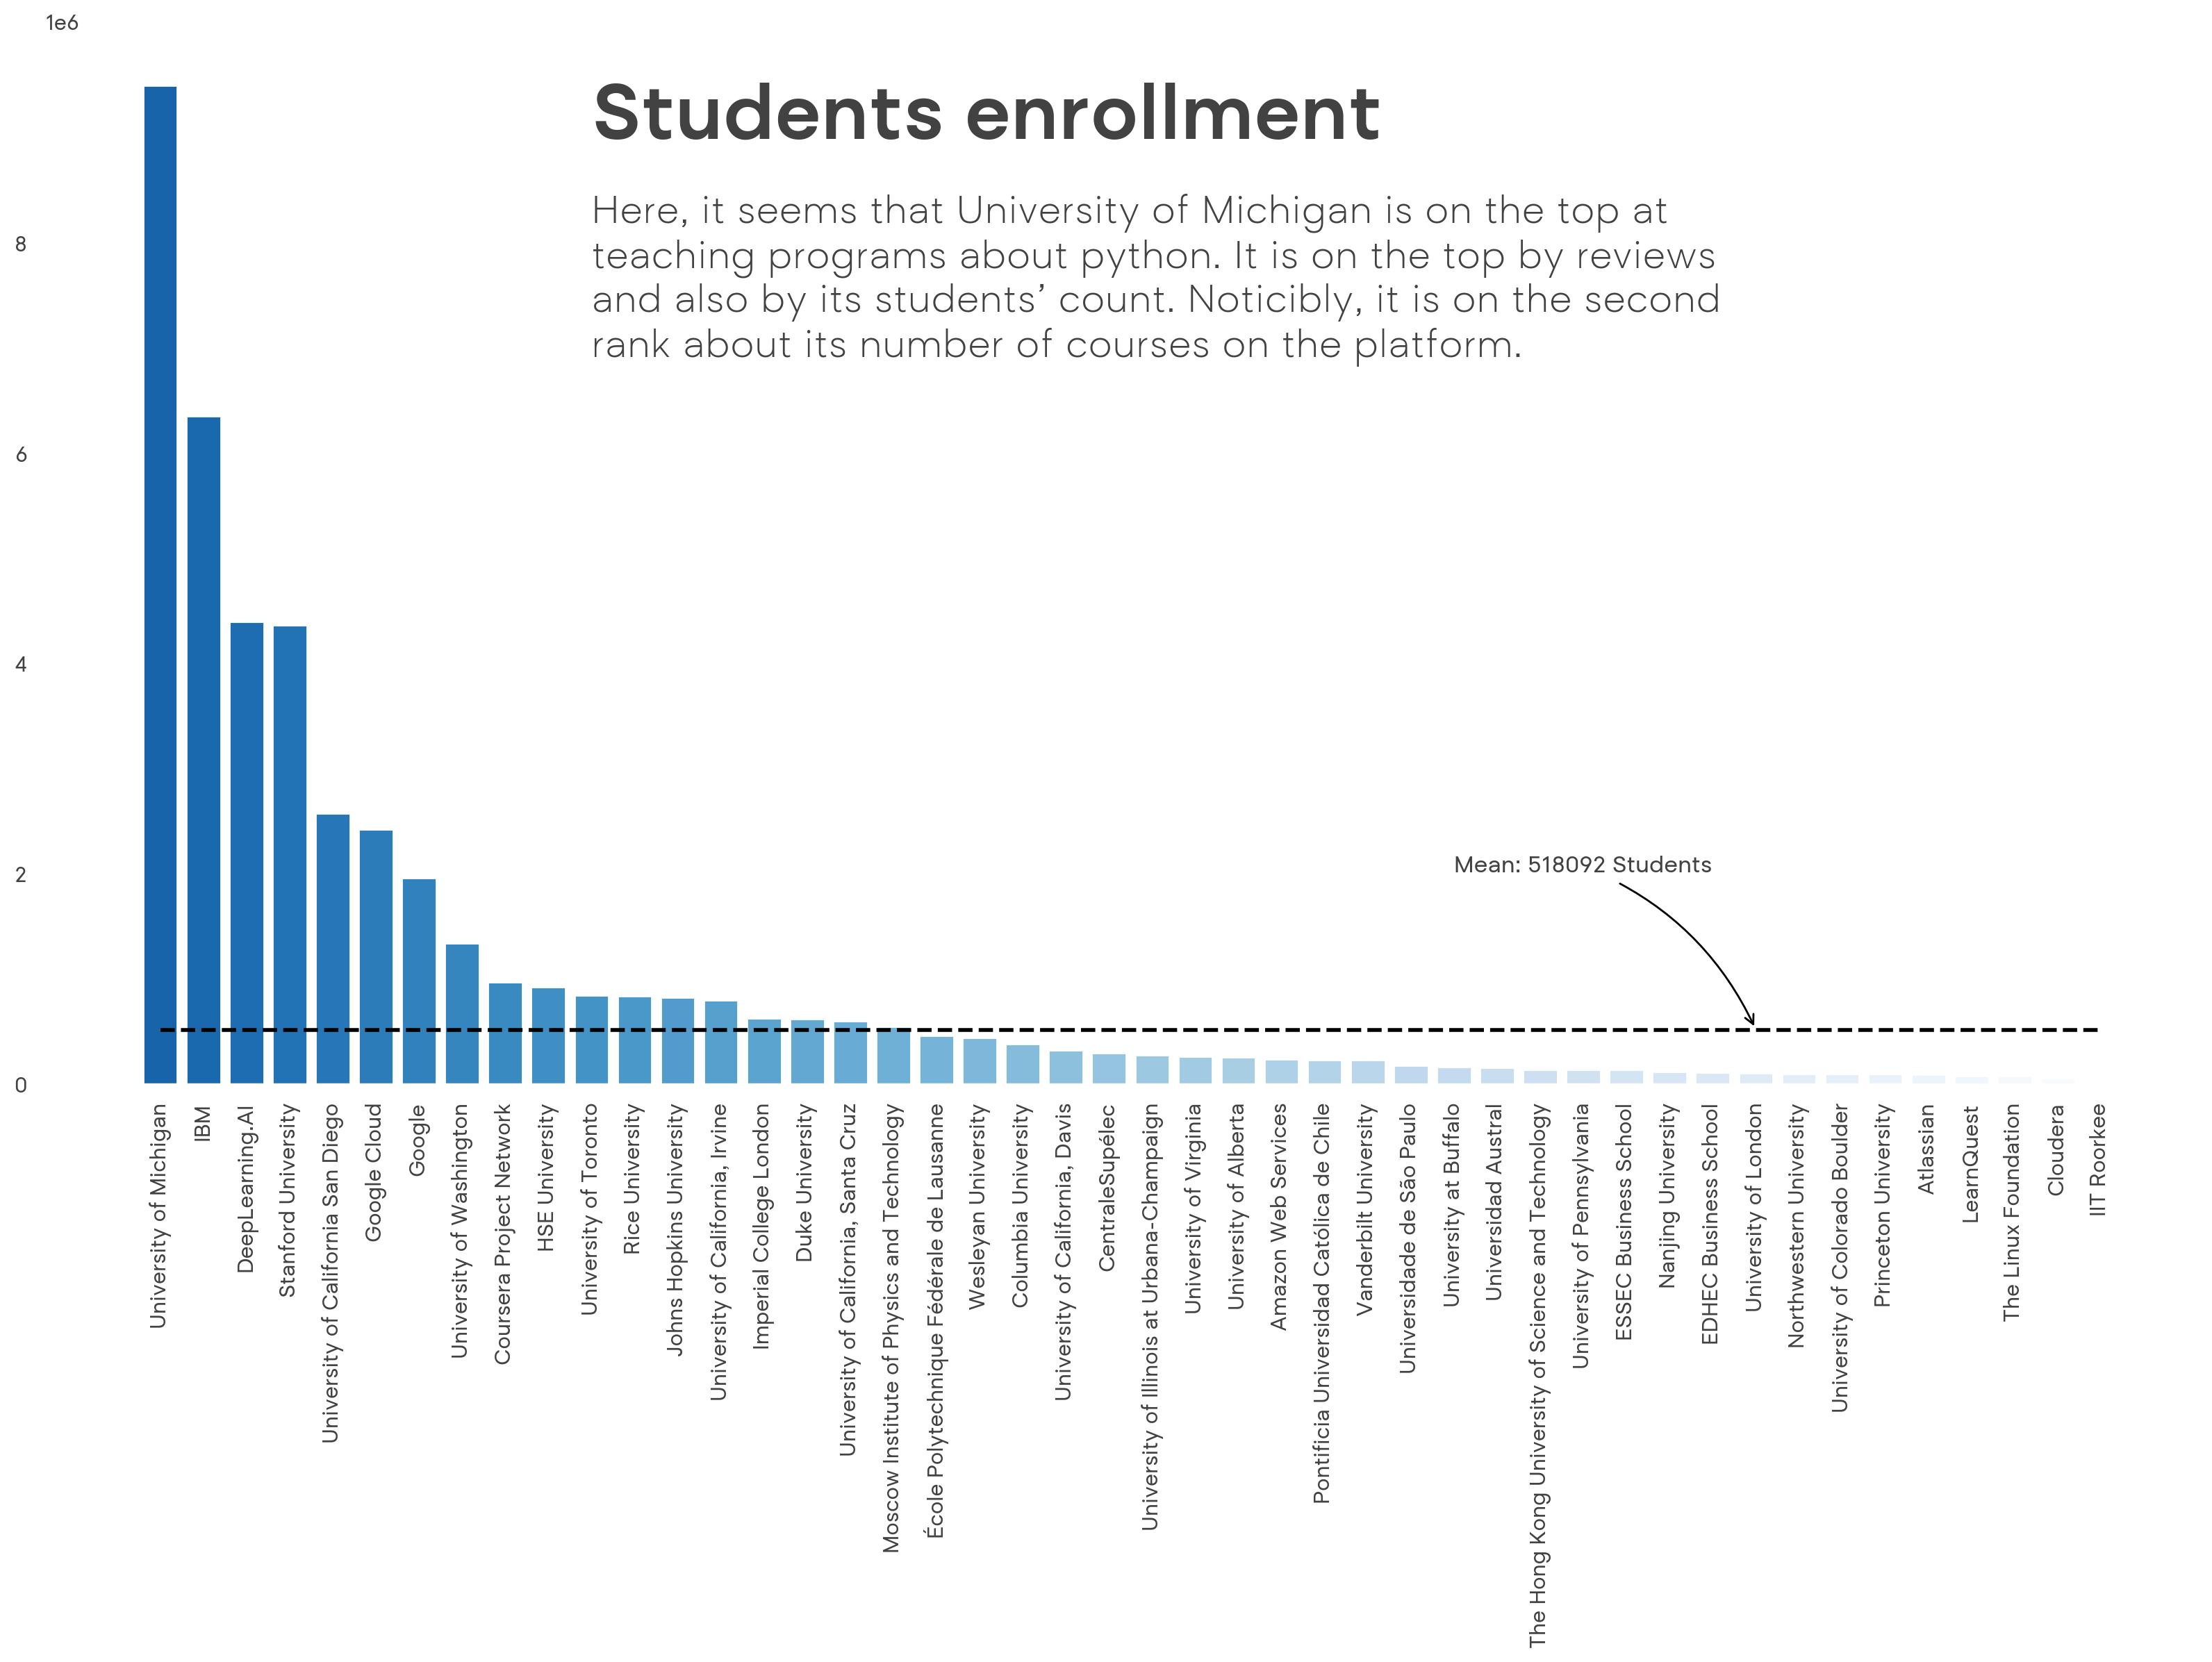 1e6
Students enrollment
Here, it seems that University of Michigan is on the top at
teaching programs about python. It is on the top by reviews
and also by its students’ count. Noticibly, it is on the second
rank about its number of courses on the platform.
8
6
4
2
0
Mean: 518092 Students
University of Michigan
IBM
DeepLearning.AI
Stanford University
University of California San Diego
Google Cloud
Google
University of Washington
Coursera Project Network
HSE University
University of Toronto
Rice University
Johns Hopkins University
University of California, Irvine
Imperial College London
Duke University
University of California, Santa Cruz
Moscow Institute of Physics and Technology
École Polytechnique Fédérale de Lausanne
Wesleyan University
Columbia University
University of California, Davis
CentraleSupélec
University of Illinois at Urbana-Champaign
University of Virginia
University of Alberta
Amazon Web Services
Pontificia Universidad Católica de Chile
Vanderbilt University
Universidade de São Paulo
University at Buffalo
Universidad Austral
The Hong Kong University of Science and Technology
University of Pennsylvania
ESSEC Business School
Nanjing University
EDHEC Business School
University of London
Northwestern University
University of Colorado Boulder
Princeton University
Atlassian
LearnQuest
The Linux Foundation
Cloudera
IIT Roorkee